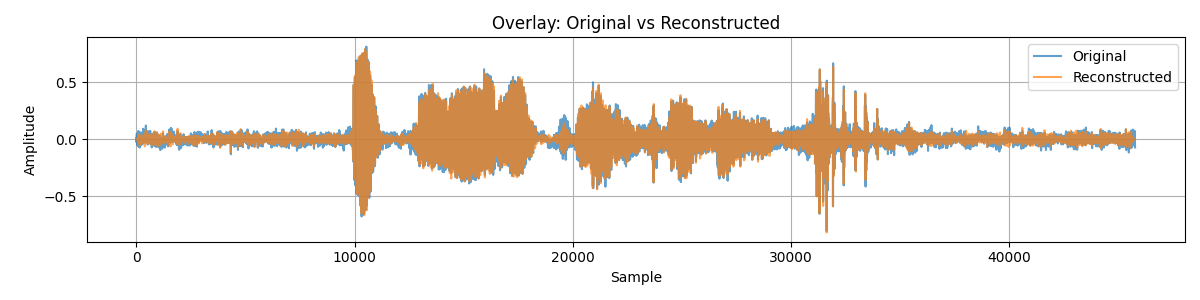 Overlay: Original vs Reconstructed
Original
Reconstructed
Amplitude
0.5
0.0
−0.5
0
10000
20000
30000
40000
Sample